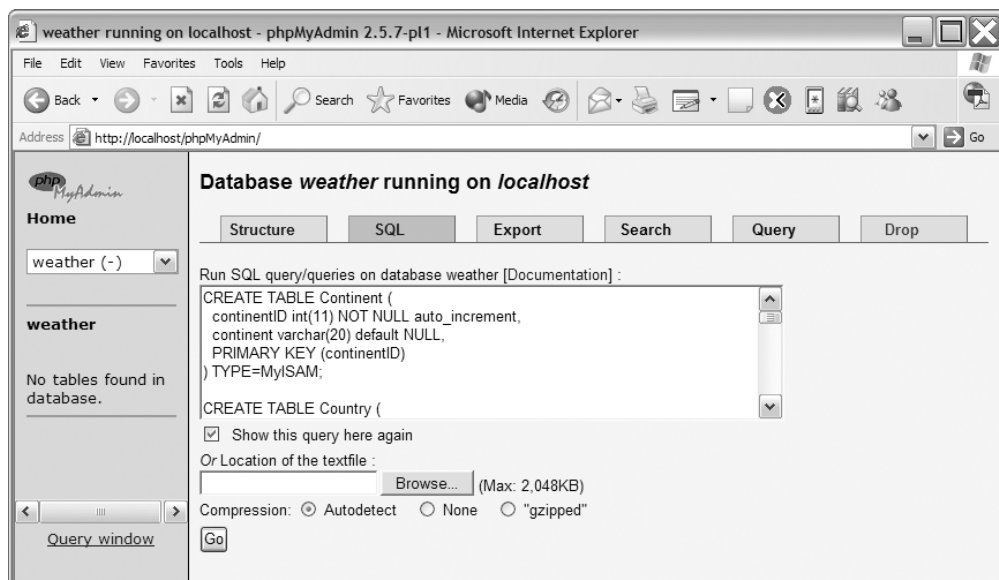 weather running on localhost - phpMyAdmin 2.5.7-pl1 - Microsoft Internet Explorer
File Edit View Favorites Tools Help
Back Search Favorites Media
Address http://localhost/phpMyAdmin/ Go
php
MyAdmin
Home
weather (-)
weather
No tables found in
database.
Query window
Database weather running on localhost
Structure SQL Export Search Query Drop
Run SQL query/queries on database weather [Documentation] :
CREATE TABLE Continent (
continentID int(11) NOT NULL auto_increment,
continent varchar(20) default NULL,
PRIMARY KEY (continentID)
) TYPE=MyISAM;
CREATE TABLE Country (
Show this query here again
Or Location of the textfile :
Browse... (Max: 2,048KB)
Compression: Autodetect None "gzipped"
Go